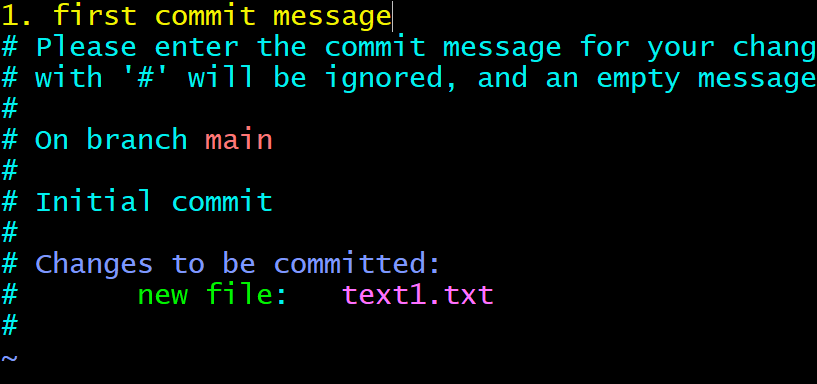 1. first commit message
# Please enter the commit message for your chang
# with '#' will be ignored, and an empty message
#
# On branch main
#
# Initial commit
#
# Changes to be committed:
#       new file:   text1.txt
#
~